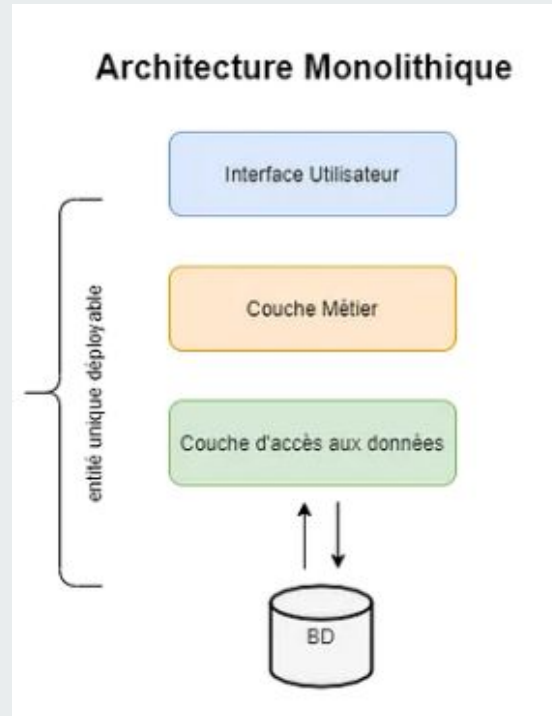 Architecture Monolithique
Interface Utilisateur
Couche Métier
entité unique déployable
Couche d'accès aux données
BD